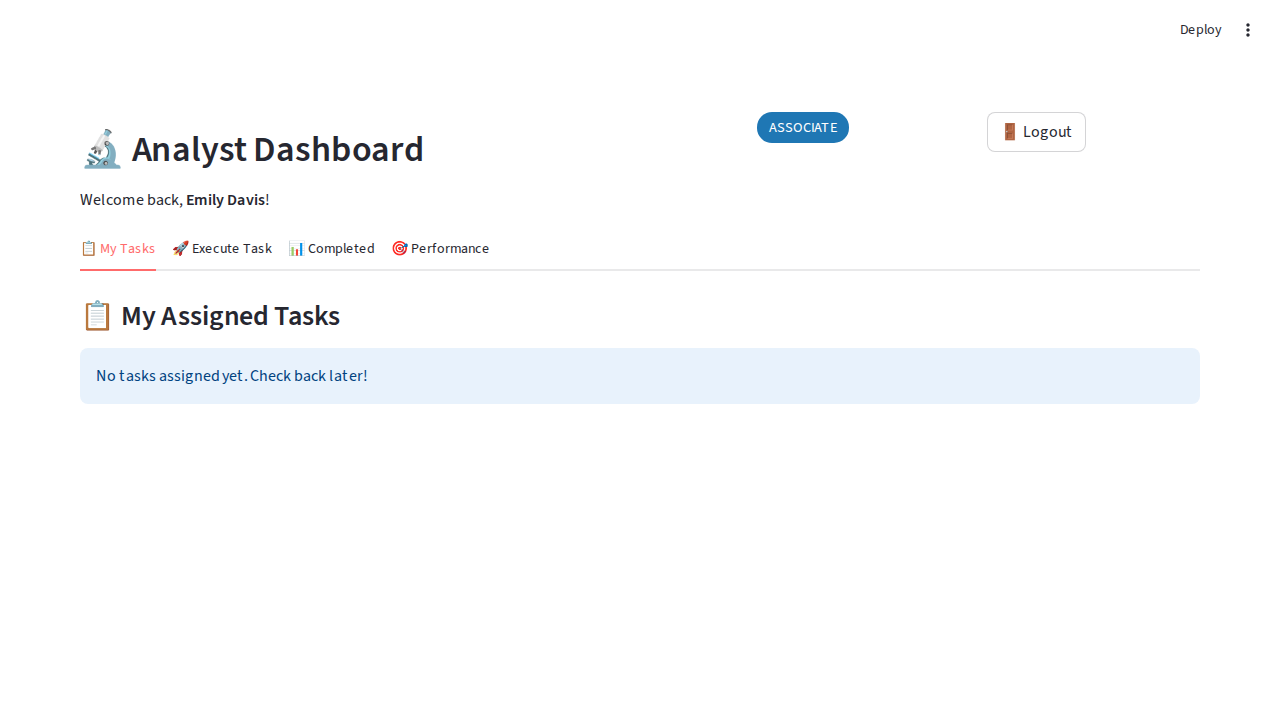 Deploy
🔬 Analyst Dashboard
ASSOCIATE
🚪 Logout
Welcome back, Emily Davis!
📋 My Tasks
🚀 Execute Task
📊 Completed
🎯 Performance
📋 My Assigned Tasks
No tasks assigned yet. Check back later!